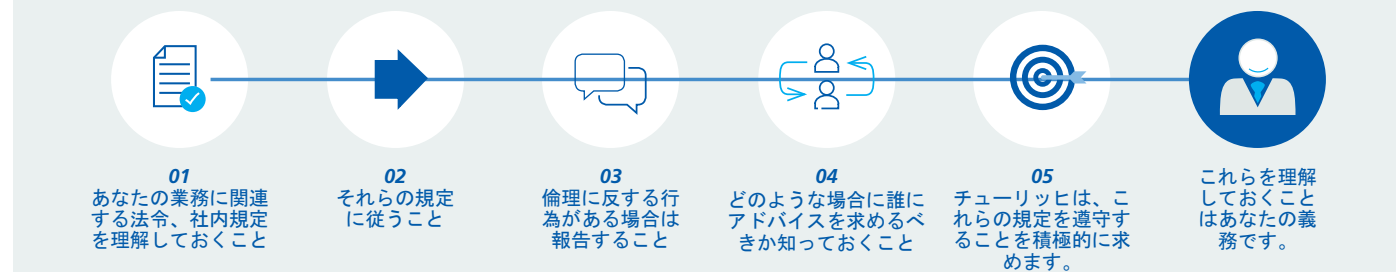 01
あなたの業務に関連
する法令、社内規定
を理解しておくこと
02
それらの規定
に従うこと
03
倫理に反する行
為がある場合は
報告すること
04
どのような場合に誰に
アドバイスを求めるべ
きか知っておくこと
05
チューリッヒは、こ
れらの規定を遵守す
ることを積極的に求
めます。
これらを理解
しておくこと
はあなたの義
務です。